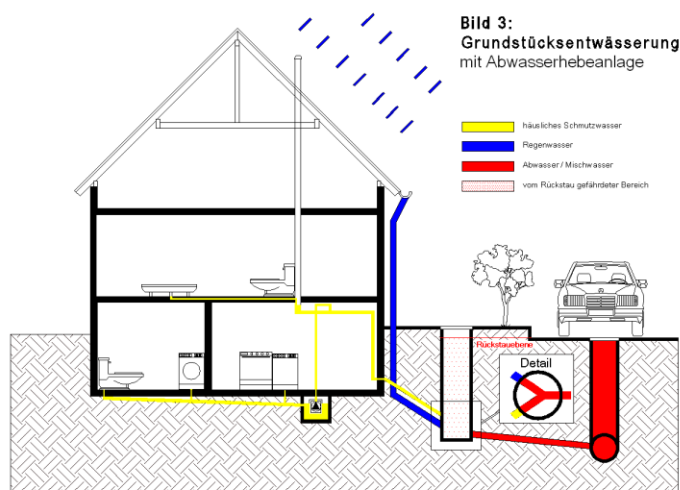 Bild 3:
Grundstücksentwässerung
mit Abwasserhebeanlage
häusliches Schmutzwasser
Regenwasser
Abwasser / Mischwasser
vom Rückstau gefährdeter Bereich
Rückstauebene
Detail